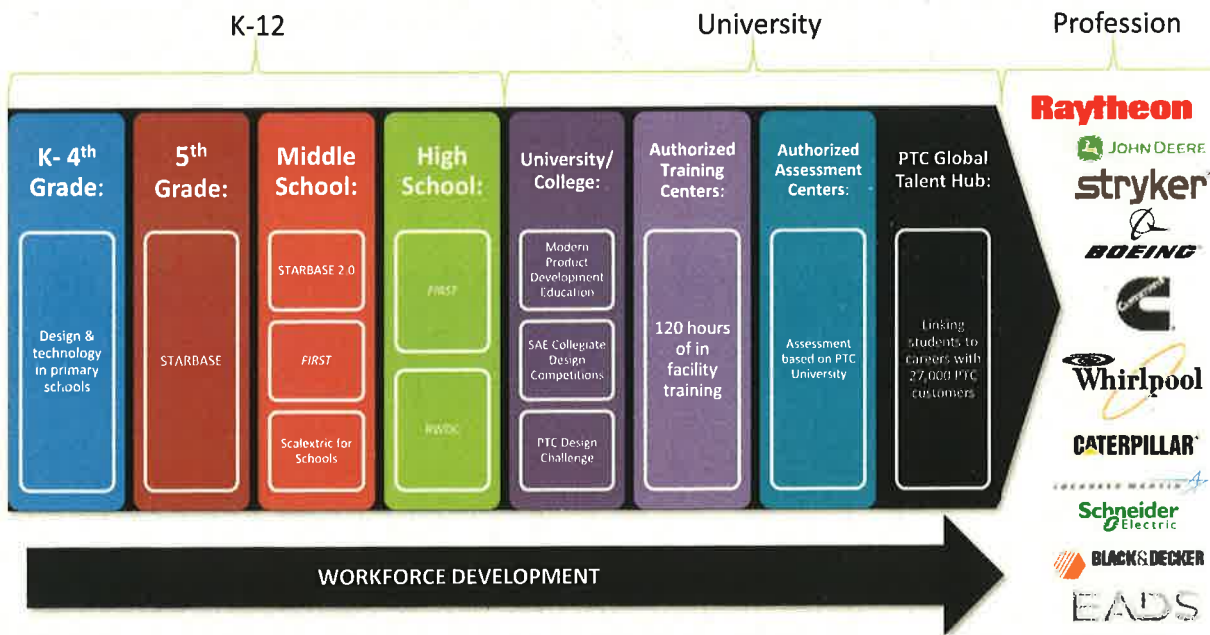 K-12
University
Profession
K- 4th
Grade:
Design &
technology
in primary
schools
5th
Grade:
STARBASE
Middle
School:
STARBASE 2.0
FIRST
Scalextric for
Schools
High
School:
FIRST
RWDC
University/
College:
Modern
Product
Development
Education
SAE Collegiate
Design
Competitions
PTC Design
Challenge
Authorized
Training
Centers:
120 hours
of in
facility
training
Authorized
Assessment
Centers:
Assessment
based on PTC
University
PTC Global
Talent Hub:
Linking
students to
careers with
27,000 PTC
customers
Raytheon
JOHN DEERE
stryker
BOEING
Cummins
Whirlpool
CATERPILLAR
LOCKHEED MARTIN
Schneider
Electric
BLACK&DECKER
EADS
WORKFORCE DEVELOPMENT